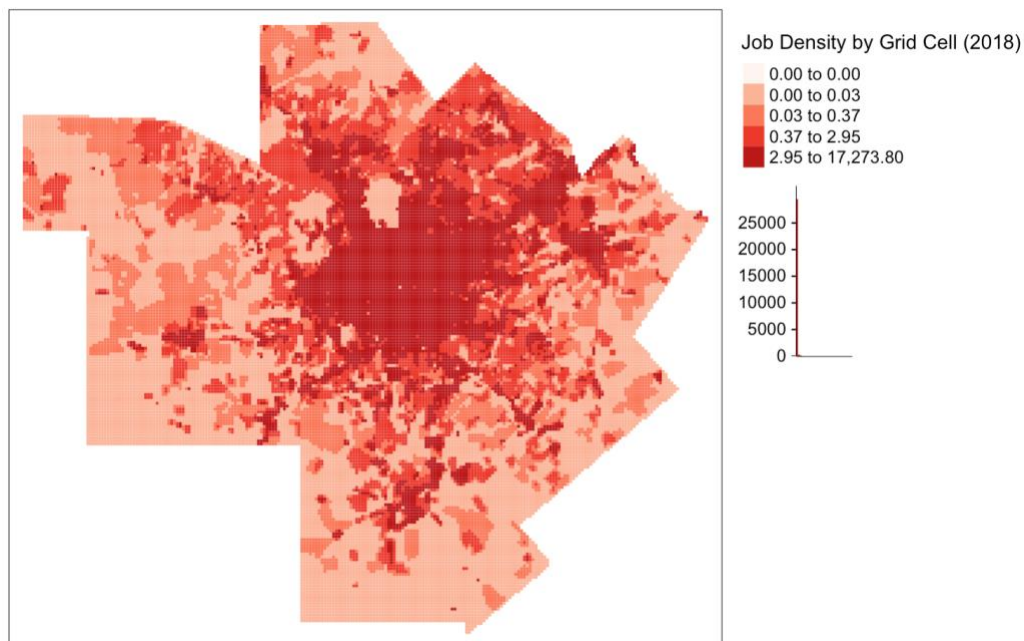 Job Density by Grid Cell (2018)
0.00 to 0.00
0.00 to 0.03
0.03 to 0.37
0.37 to 2.95
2.95 to 17,273.80
25000
20000
15000
10000
5000
0